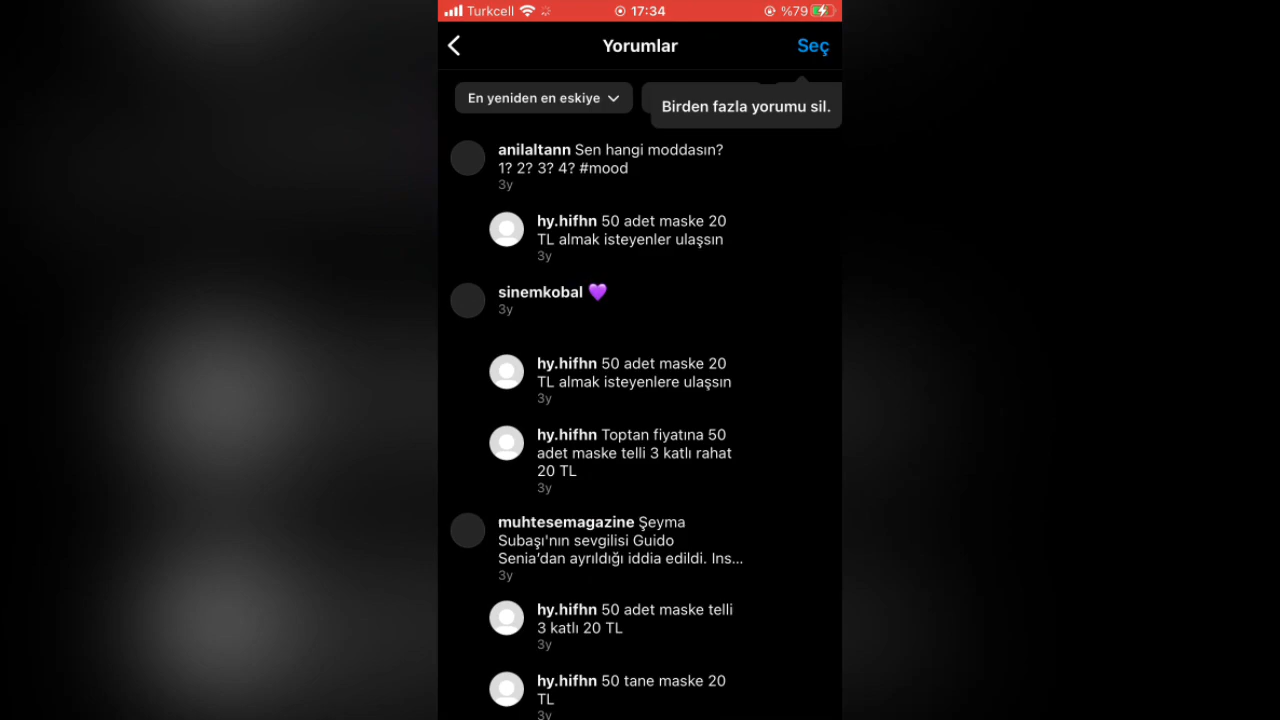 Turkcell 17:34 %79
Yorumlar Seç
En yeniden en eskiye
Birden fazla yorumu sil.
anilaltann Sen hangi moddasın?
1? 2? 3? 4? #mood
3y
hy.hifhn 50 adet maske 20
TL almak isteyenler ulaşsın
3y
sinemkobal 💜
3y
hy.hifhn 50 adet maske 20
TL almak isteyenlere ulaşsın
3y
hy.hifhn Toptan fiyatına 50
adet maske telli 3 katlı rahat
20 TL
3y
muhtesemagazine Şeyma
Subaşı'nın sevgilisi Guido
Senia’dan ayrıldığı iddia edildi. Ins...
3y
hy.hifhn 50 adet maske telli
3 katlı 20 TL
3y
hy.hifhn 50 tane maske 20
TL
3y